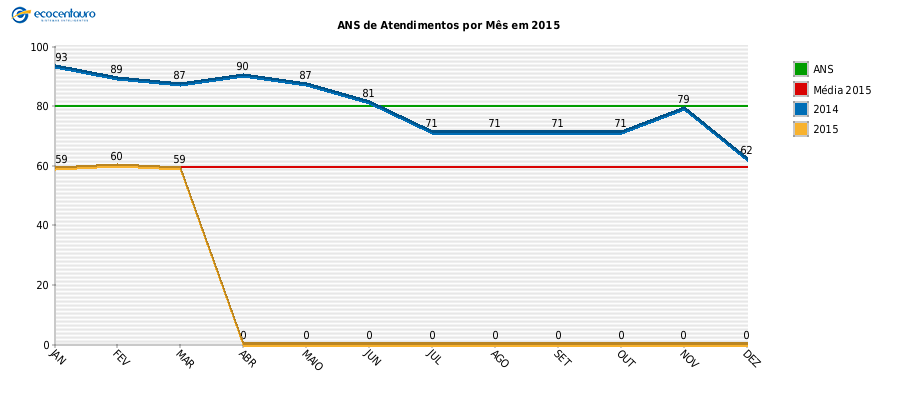 ecocentauro
ANS de Atendimentos por Mês em 2015
100
80
60
40
20
0
93
89
87
90
87
81
71
71
71
71
79
62
59
60
59
0
0
0
0
0
0
0
0
0
JAN
FEV
MAR
ABR
MAIO
JUN
JUL
AGO
SET
OUT
NOV
DEZ
ANS
Média 2015
2014
2015